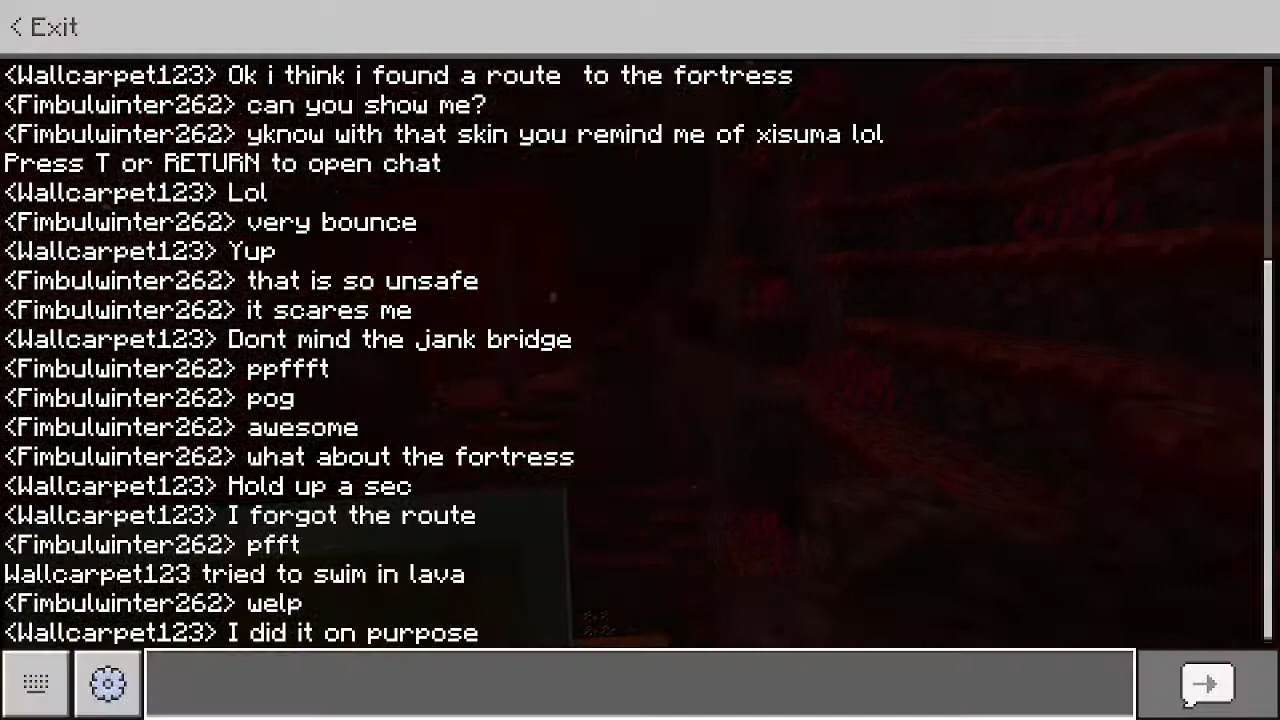 < Exit
<Wallcarpet123> Ok i think i found a route  to the fortress
<Fimbulwinter262> can you show me?
<Fimbulwinter262> yknow with that skin you remind me of xisuma lol
Press T or RETURN to open chat
<Wallcarpet123> Lol
<Fimbulwinter262> very bounce
<Wallcarpet123> Yup
<Fimbulwinter262> that is so unsafe
<Fimbulwinter262> it scares me
<Wallcarpet123> Dont mind the jank bridge
<Fimbulwinter262> ppffft
<Fimbulwinter262> pog
<Fimbulwinter262> awesome
<Fimbulwinter262> what about the fortress
<Wallcarpet123> Hold up a sec
<Wallcarpet123> I forgot the route
<Fimbulwinter262> pfft
Wallcarpet123 tried to swim in lava
<Fimbulwinter262> welp
<Wallcarpet123> I did it on purpose